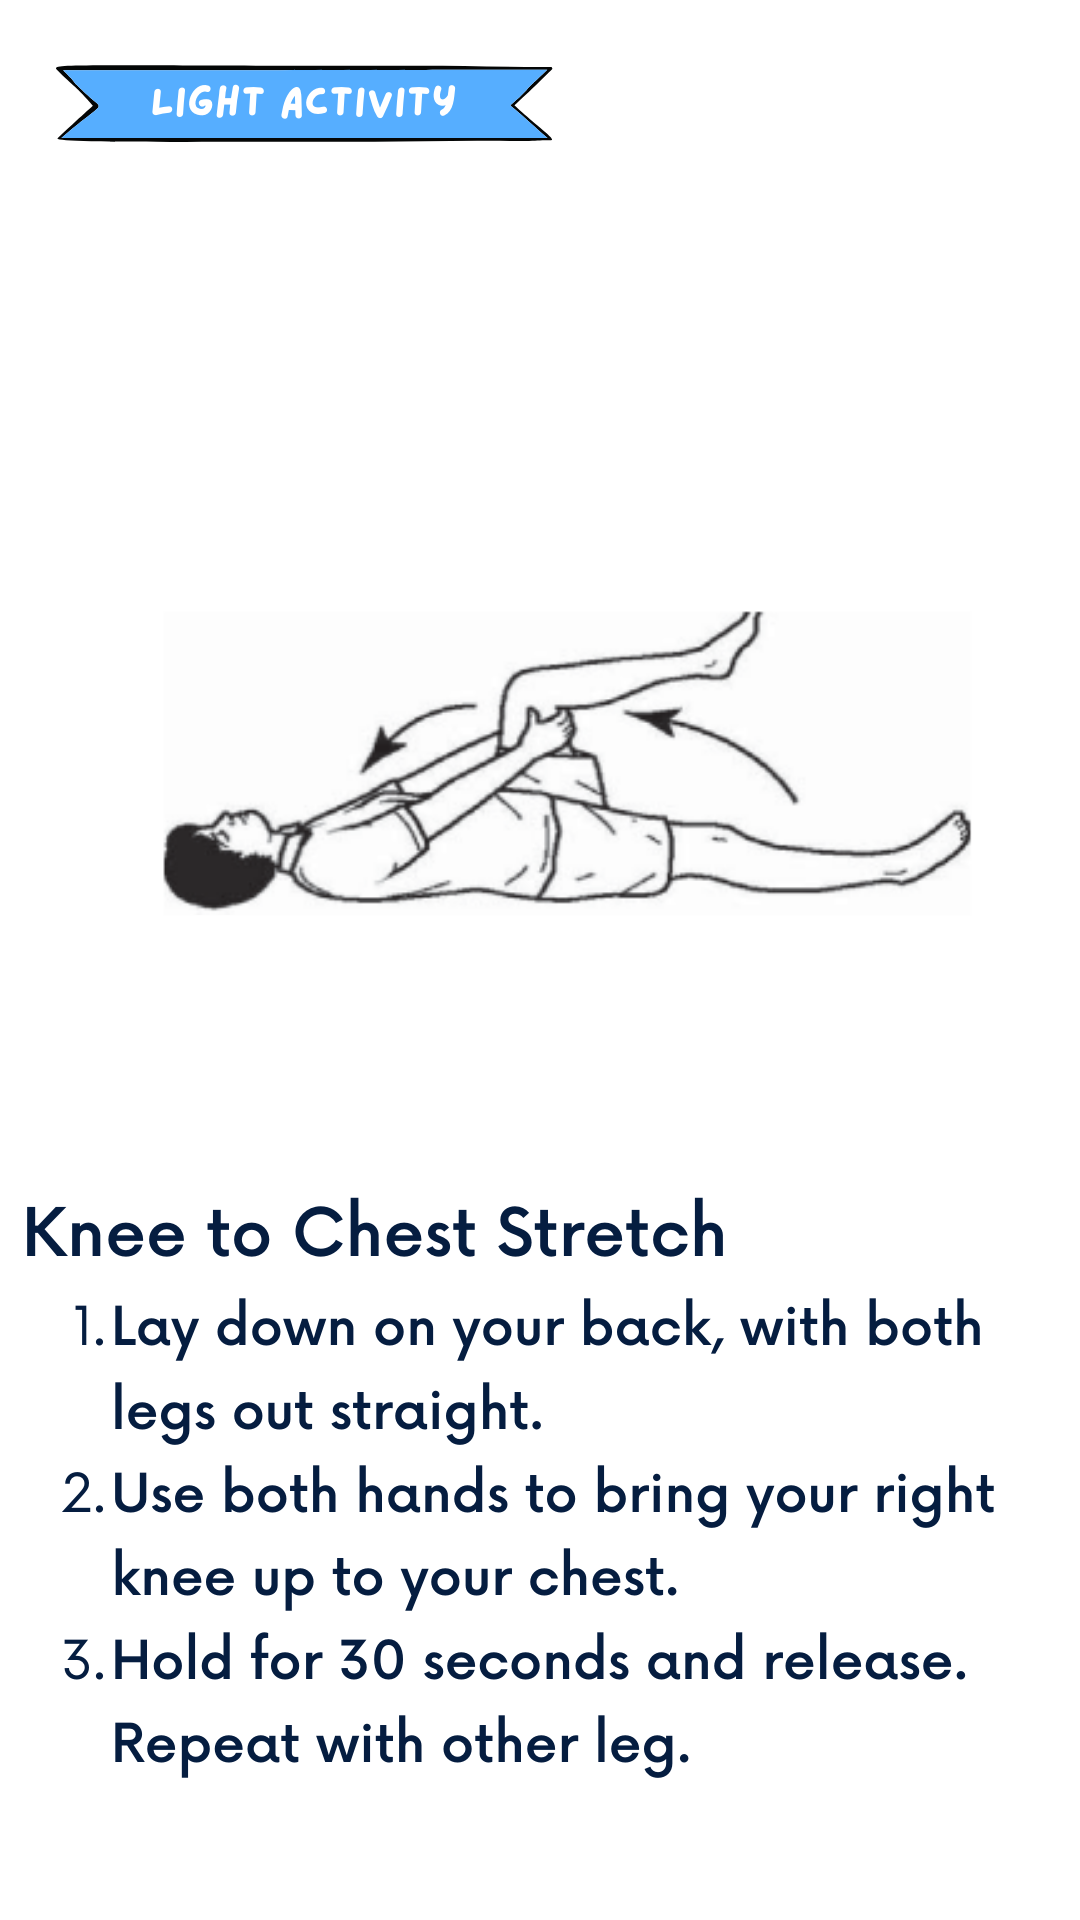 LIGHT ACTIVITY
Knee to Chest Stretch
1. Lay down on your back, with both
legs out straight.
2. Use both hands to bring your right
knee up to your chest.
3. Hold for 30 seconds and release.
Repeat with other leg.